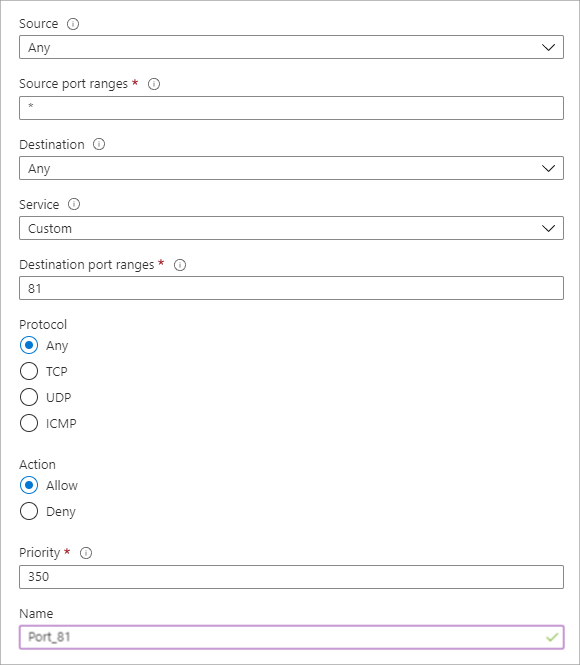 Source
Any
Source port ranges *
*
Destination
Any
Service
Custom
Destination port ranges *
81
Protocol
Any
TCP
UDP
ICMP
Action
Allow
Deny
Priority *
350
Name
Port_81